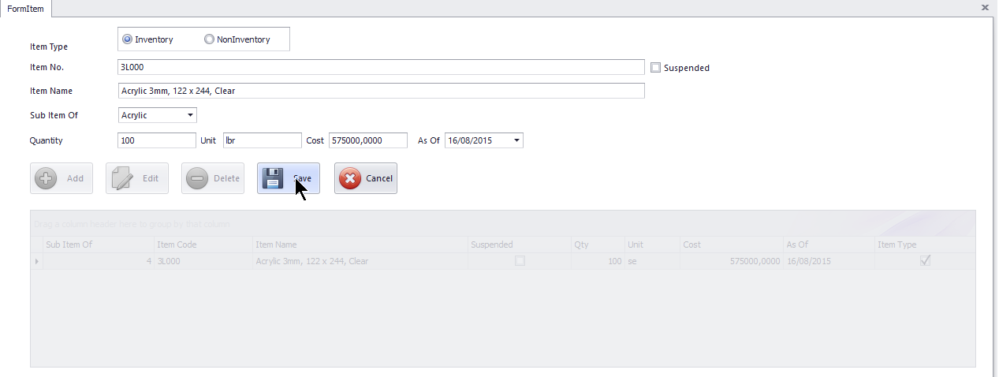 FormItem
Item Type Inventory NonInventory
Item No. 3L000 Suspended
Item Name Acrylic 3mm, 122 x 244, Clear
Sub Item Of Acrylic
Quantity 100 Unit lbr Cost 575000,0000 As Of 16/08/2015
Add Edit Delete Save Cancel
Drag a column header here to group by that column
Sub Item Of Item Code Item Name Suspended Qty Unit Cost As Of Item Type
4 3L000 Acrylic 3mm, 122 x 244, Clear 100 se 575000,0000 16/08/2015